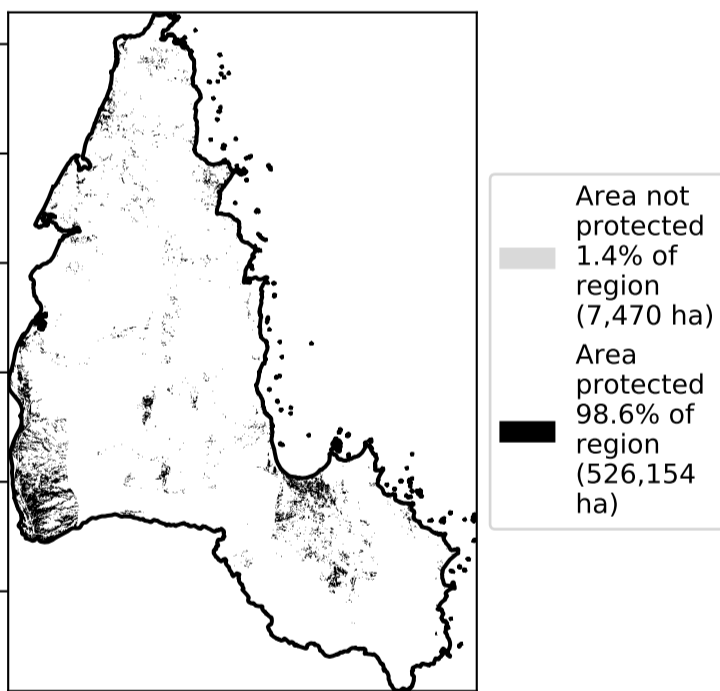 Area not
protected
1.4% of
region
(7,470 ha)
Area
protected
98.6% of
region
(526,154
ha)